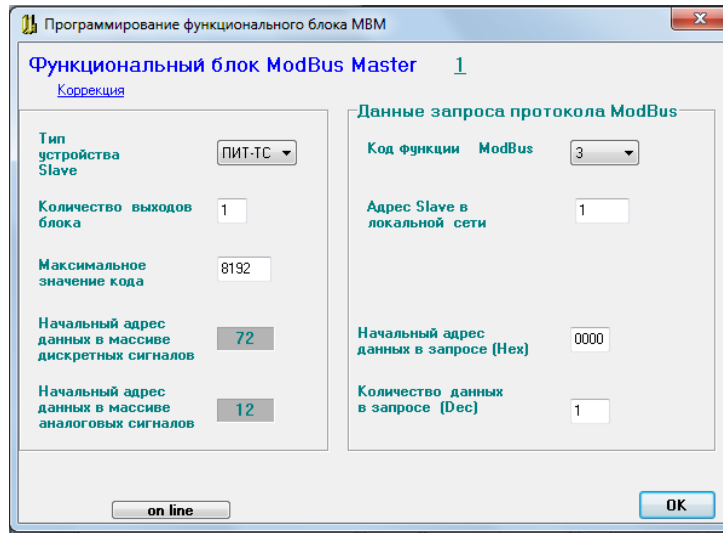 Программирование функционального блока МВМ
Функциональный блок ModBus Master 1
Коррекция
Тип
устройства
Slave
ПИТ-ТС
Количество выходов
блока
1
Максимальное
значение кода
8192
Начальный адрес
данных в массиве
дискретных сигналов
72
Начальный адрес
данных в массиве
аналоговых сигналов
12
Данные запроса протокола ModBus
Код функции ModBus
3
Адрес Slave в
локальной сети
1
Начальный адрес
данных в запросе (Hex)
0000
Количество данных
в запросе (Dec)
1
on line
OK